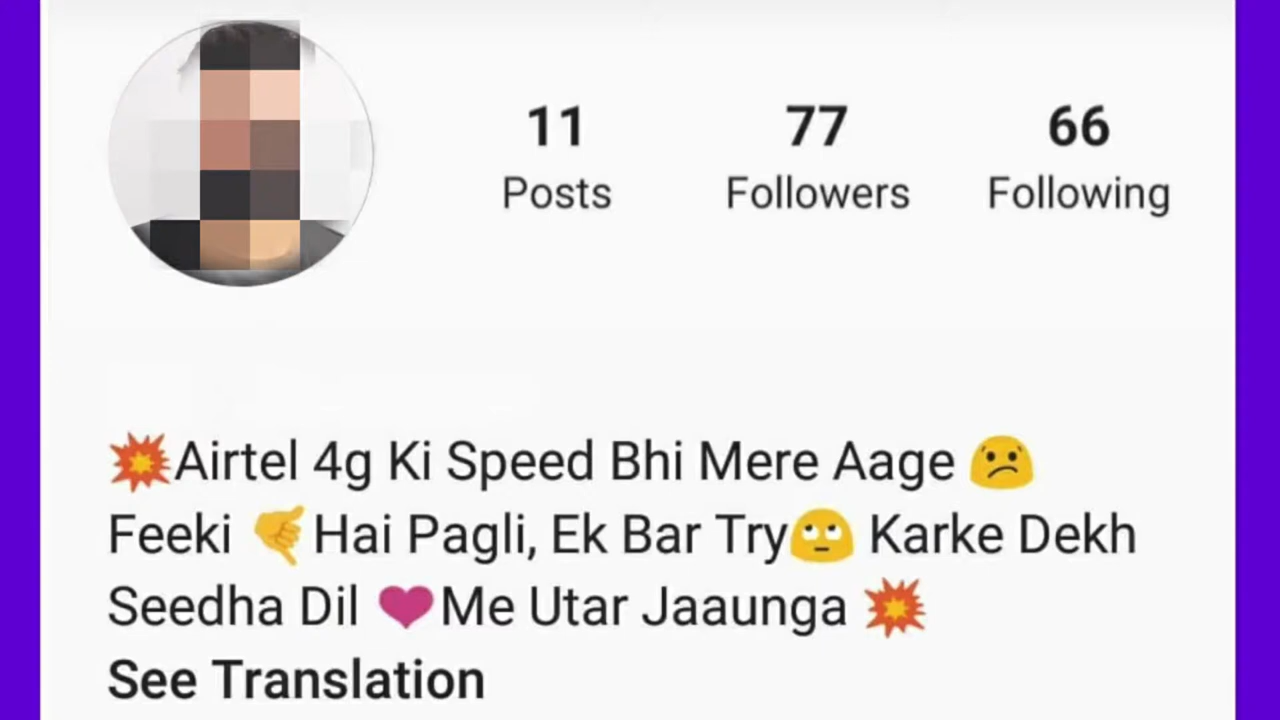 11 77 66
Posts Followers Following
💥Airtel 4g Ki Speed Bhi Mere Aage 😕
Feeki 🤙Hai Pagli, Ek Bar Try🙄 Karke Dekh
Seedha Dil ❤Me Utar Jaaunga 💥
See Translation